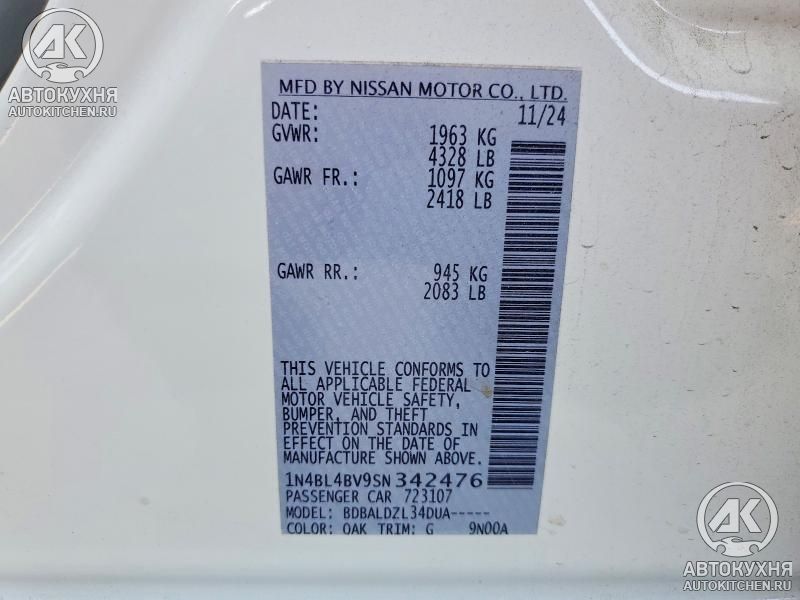 АК
АВТОКУХНЯ
AUTOKITCHEN.RU
MFD BY NISSAN MOTOR CO., LTD.
DATE: 11/24
GVWR: 1963 KG
4328 LB
GAWR FR.: 1097 KG
2418 LB
GAWR RR.: 945 KG
2083 LB
THIS VEHICLE CONFORMS TO
ALL APPLICABLE FEDERAL
MOTOR VEHICLE SAFETY,
BUMPER, AND THEFT
PREVENTION STANDARDS IN
EFFECT ON THE DATE OF
MANUFACTURE SHOWN ABOVE.
1N4BL4BV9SN342476
PASSENGER CAR 723107
MODEL: BDBALDZL34DUA-----
COLOR: OAK TRIM: G 9N00A
АК
АВТОКУХНЯ
AUTOKITCHEN.RU